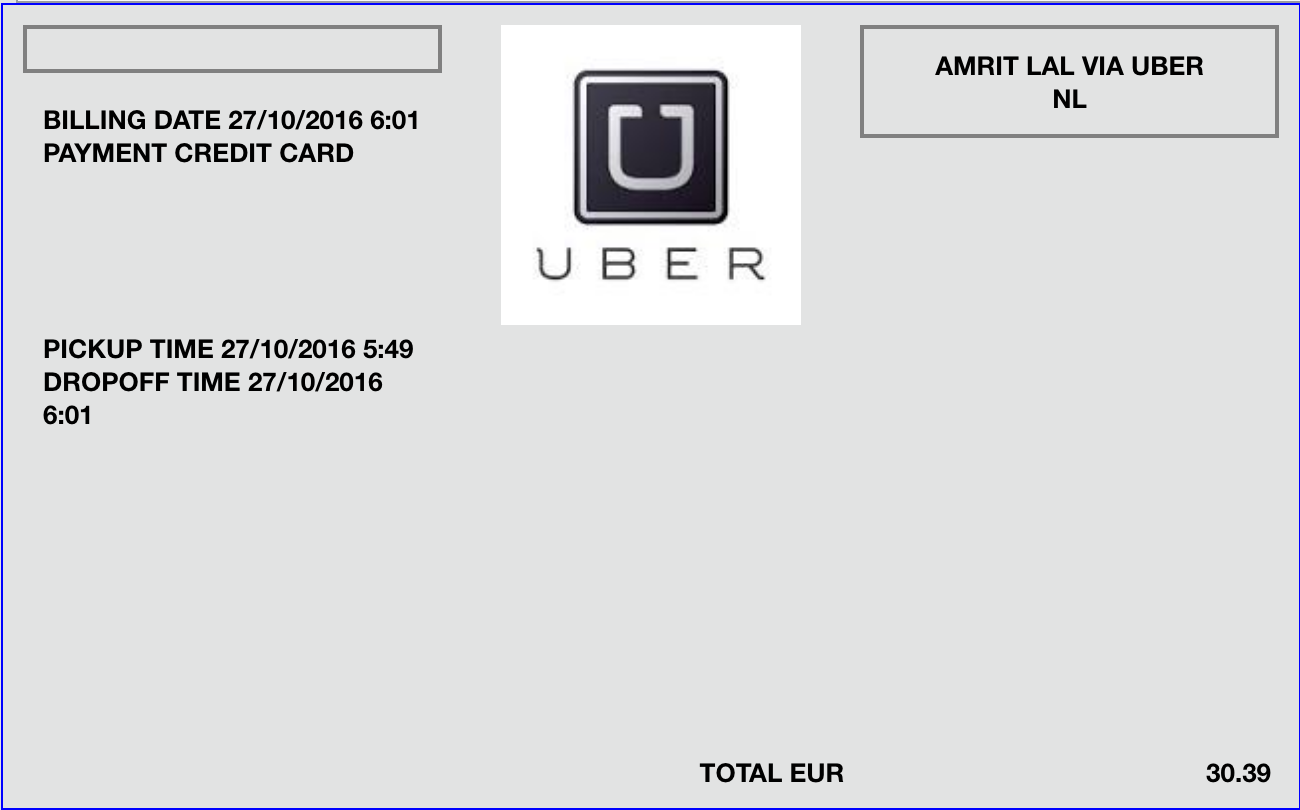 AMRIT LAL VIA UBER
NL
BILLING DATE 27/10/2016 6:01
PAYMENT CREDIT CARD
U
UBER
PICKUP TIME 27/10/2016 5:49
DROPOFF TIME 27/10/2016
6:01
TOTAL EUR 30.39